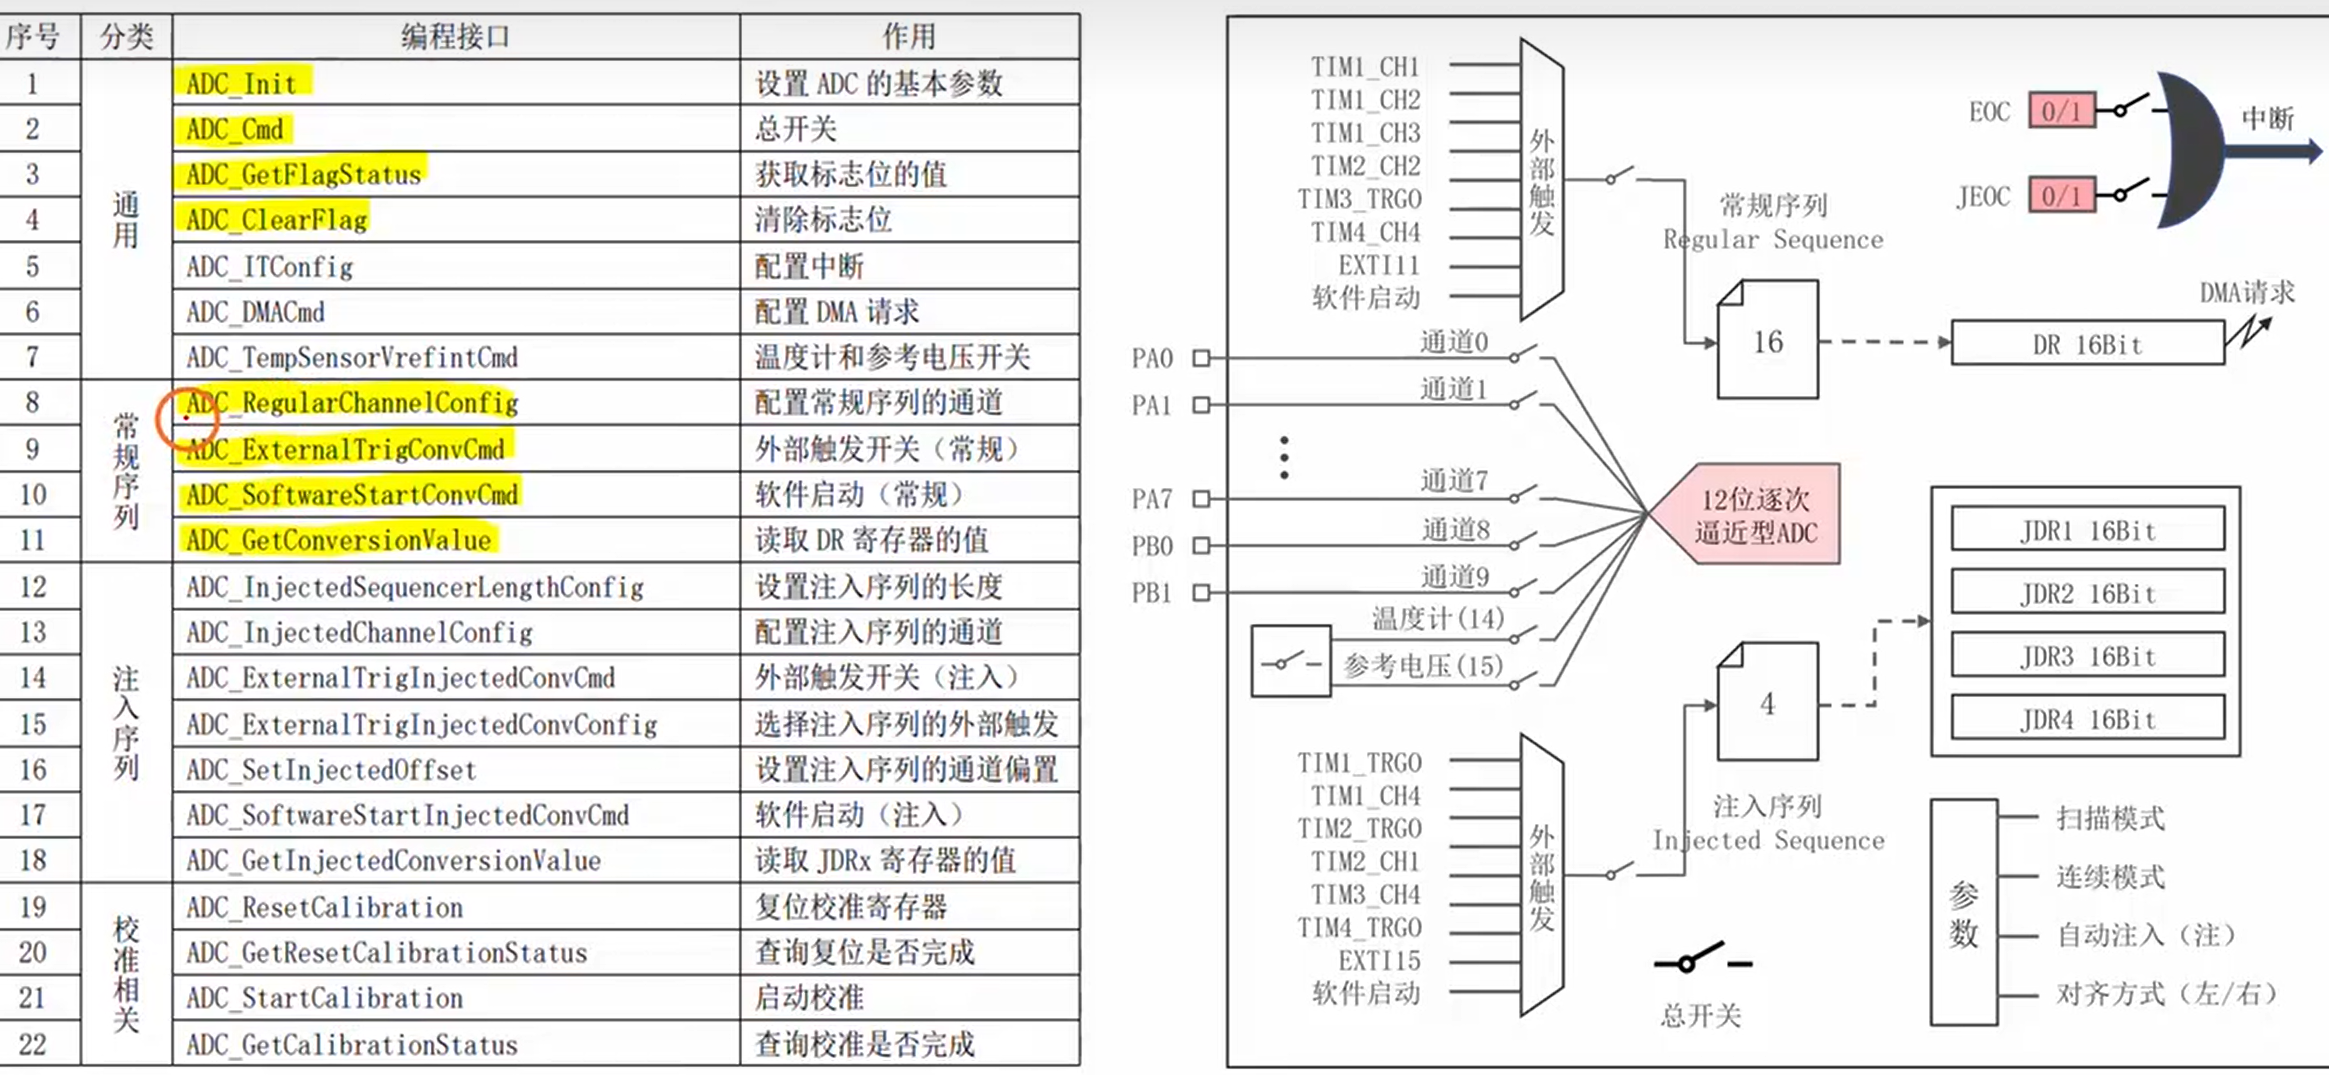 序号 分类 编程接口 作用
1 ADC_Init 设置 ADC 的基本参数
2 ADC_Cmd 总开关
3 ADC_GetFlagStatus 获取标志位的值
4 ADC_ClearFlag 清除标志位
通用
5 ADC_ITConfig 配置中断
6 ADC_DMACmd 配置 DMA 请求
7 ADC_TempSensorVrefintCmd 温度计和参考电压开关
8 ADC_RegularChannelConfig 配置常规序列的通道
9 ADC_ExternalTrigConvCmd 外部触发开关（常规）
常规序列
10 ADC_SoftwareStartConvCmd 软件启动（常规）
11 ADC_GetConversionValue 读取 DR 寄存器的值
12 ADC_InjectedSequencerLengthConfig 设置注入序列的长度
13 ADC_InjectedChannelConfig 配置注入序列的通道
14 ADC_ExternalTrigInjectedConvCmd 外部触发开关（注入）
15 ADC_ExternalTrigInjectedConvConfig 选择注入序列的外部触发
注入序列
16 ADC_SetInjectedOffset 设置注入序列的通道偏置
17 ADC_SoftwareStartInjectedConvCmd 软件启动（注入）
18 ADC_GetInjectedConversionValue 读取 JDRx 寄存器的值
19 ADC_ResetCalibration 复位校准寄存器
20 ADC_GetResetCalibrationStatus 查询复位是否完成
校准相关
21 ADC_StartCalibration 启动校准
22 ADC_GetCalibrationStatus 查询校准是否完成
TIM1_CH1
TIM1_CH2
TIM1_CH3
TIM2_CH2
TIM3_TRGO
TIM4_CH4
EXTI11
软件启动
外部触发
常规序列
Regular Sequence
16
EOC 0/1
JEOC 0/1
中断
DMA请求
DR 16Bit
PA0 通道0
PA1 通道1
PA7 通道7
PB0 通道8
PB1 通道9
温度计(14)
参考电压(15)
12位逐次
逼近型ADC
JDR1 16Bit
JDR2 16Bit
JDR3 16Bit
JDR4 16Bit
4
注入序列
Injected Sequence
TIM1_TRGO
TIM1_CH4
TIM2_TRGO
TIM2_CH1
TIM3_CH4
TIM4_TRGO
EXTI15
软件启动
外部触发
总开关
参数
扫描模式
连续模式
自动注入（注）
对齐方式（左/右）